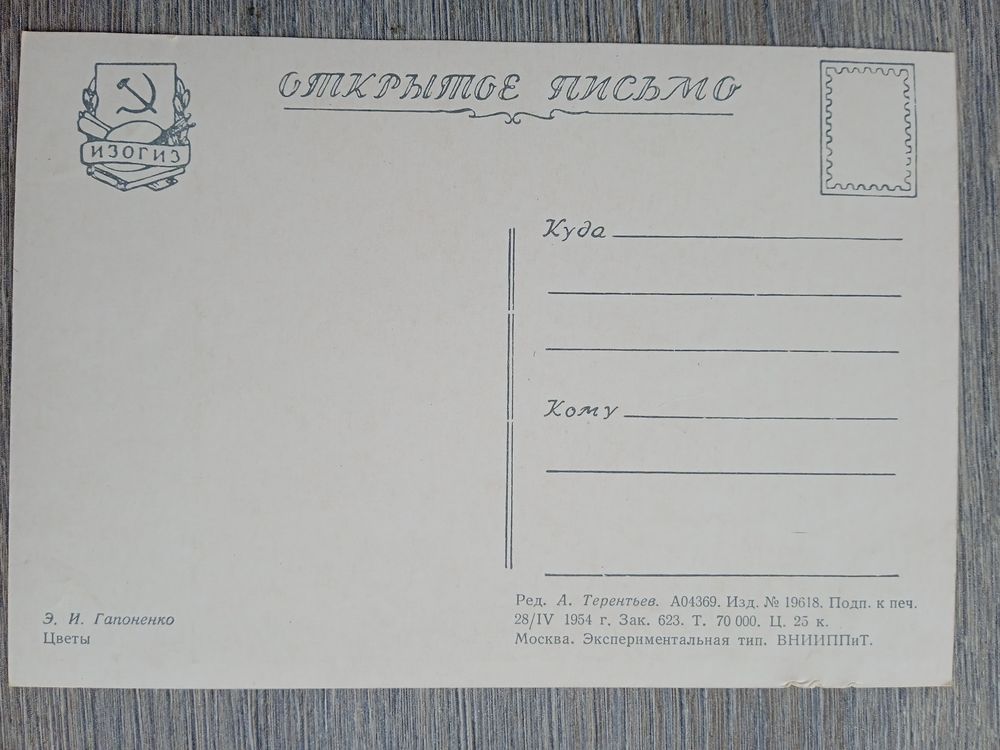 ОТКРЫТОЕ ПИСЬМО
ИЗОГИЗ
Куда
Кому
Э. И. Гапоненко
Цветы
Ред. А. Терентьев. А04369. Изд. № 19618. Подп. к печ.
28/IV 1954 г. Зак. 623. Т. 70 000. Ц. 25 к.
Москва. Экспериментальная тип. ВНИИППиТ.